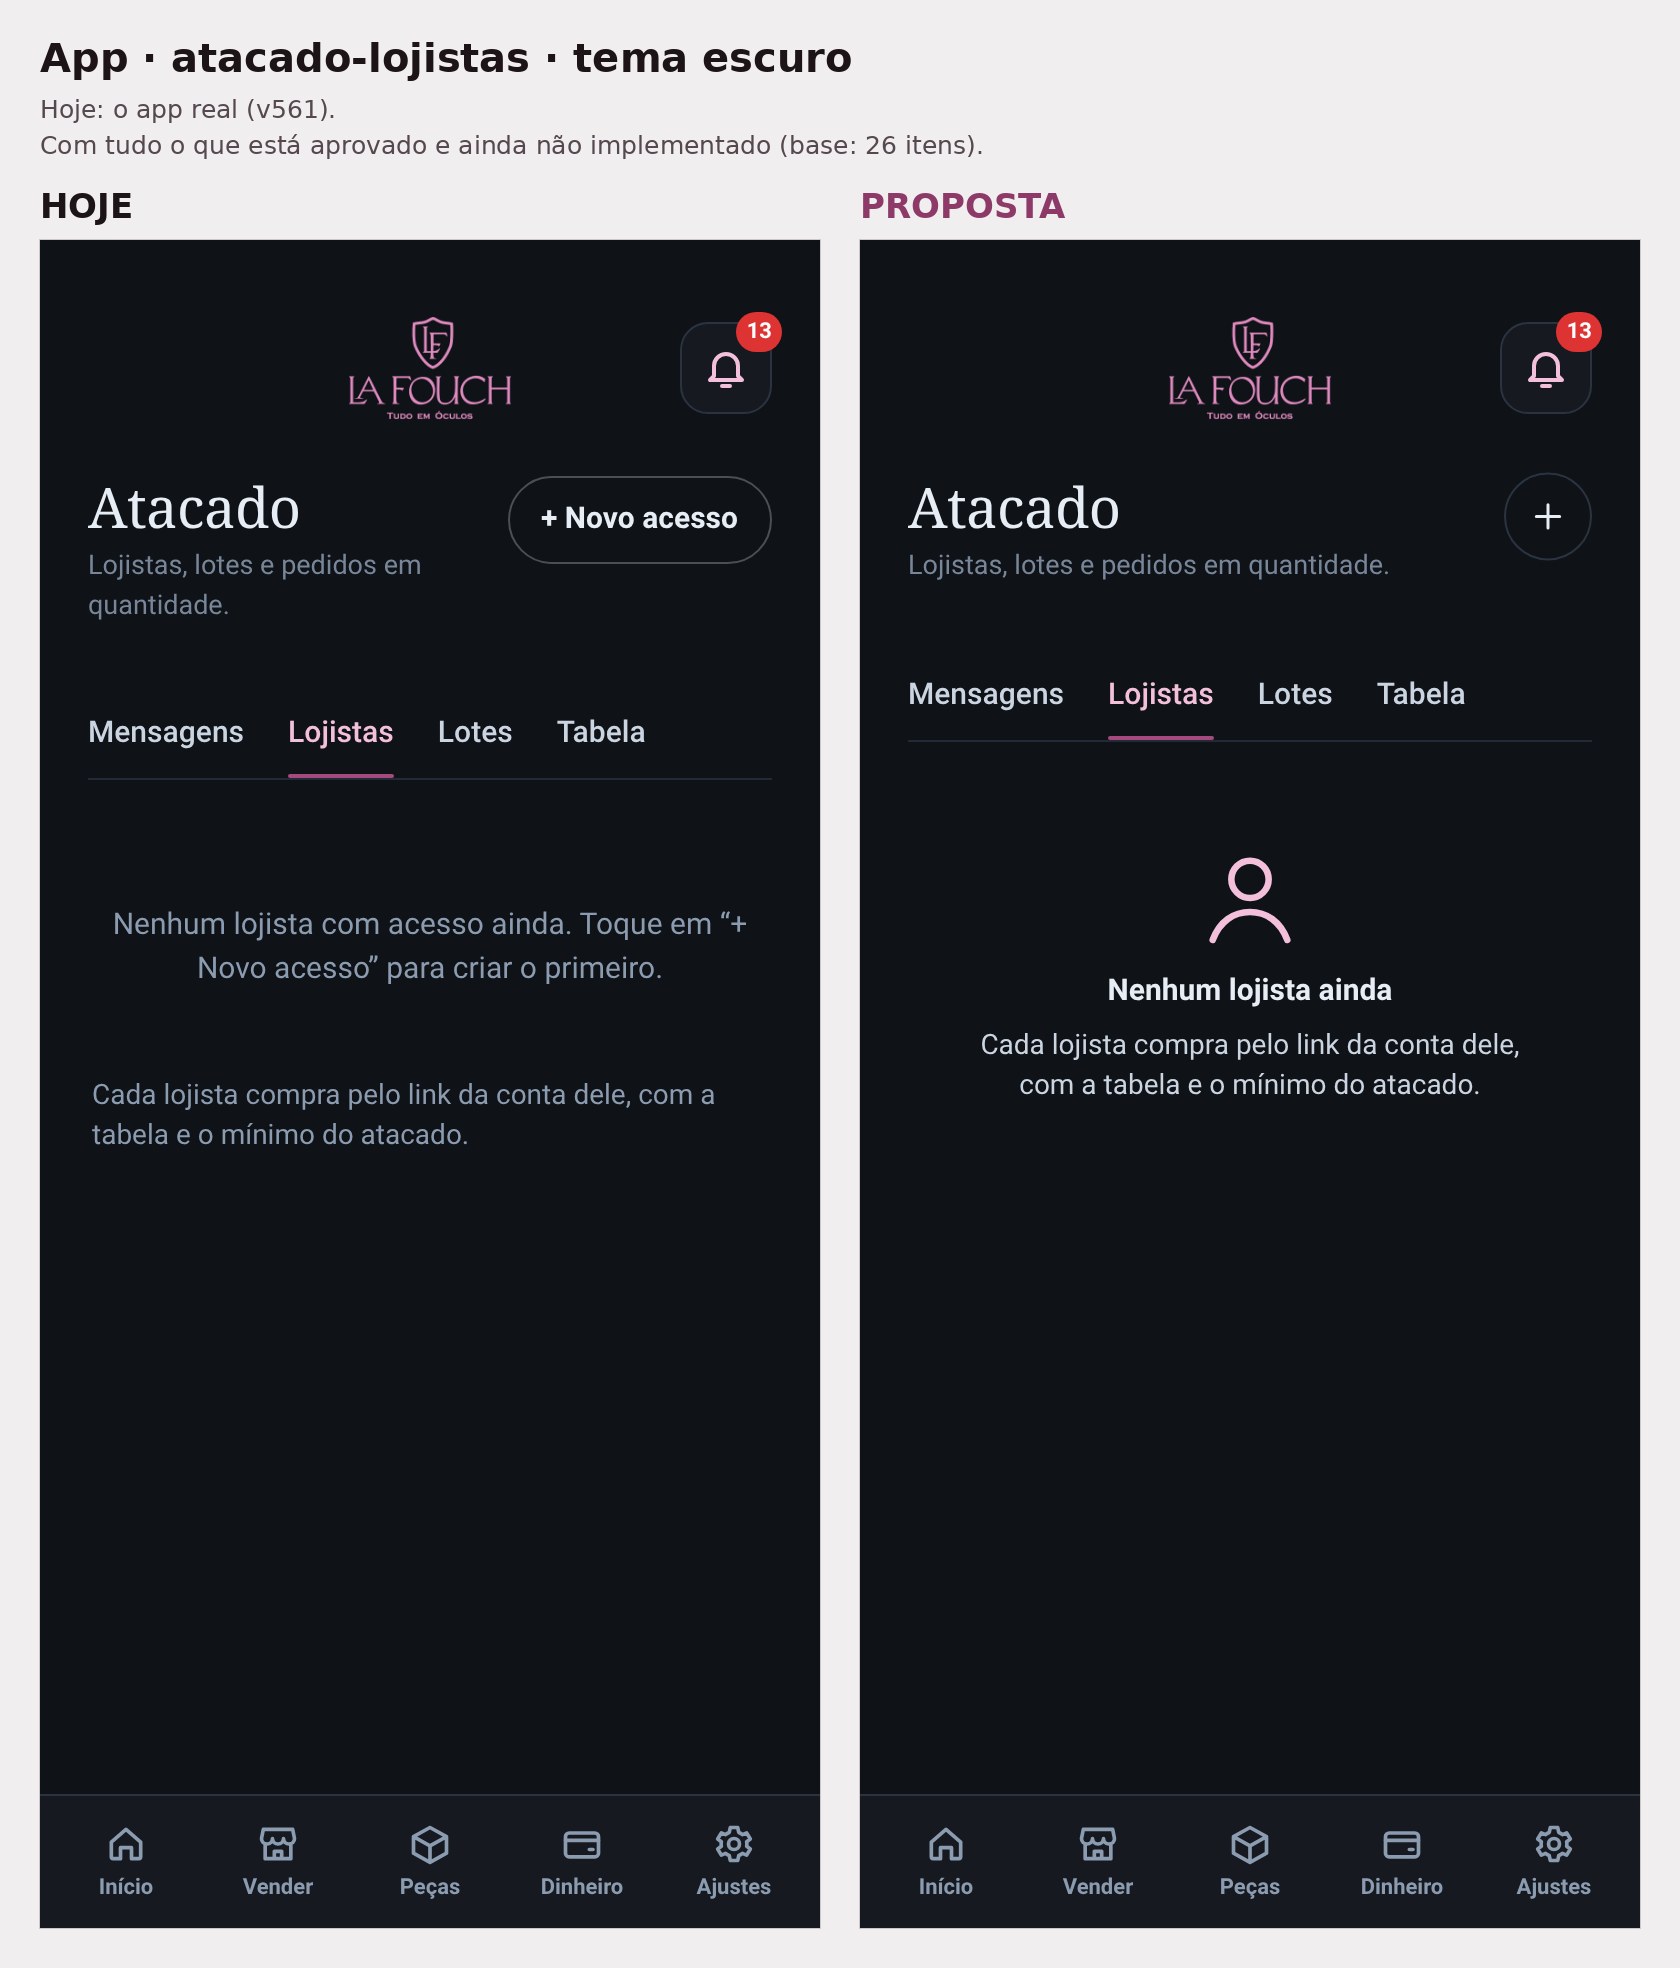 App · atacado-lojistas · tema escuro
Hoje: o app real (v561).
Com tudo o que está aprovado e ainda não implementado (base: 26 itens).
HOJE
LF
LA FOUCH
TUDO EM ÓCULOS
13
Atacado
+ Novo acesso
Lojistas, lotes e pedidos em
quantidade.
Mensagens Lojistas Lotes Tabela
Nenhum lojista com acesso ainda. Toque em “+
Novo acesso” para criar o primeiro.
Cada lojista compra pelo link da conta dele, com a
tabela e o mínimo do atacado.
Início Vender Peças Dinheiro Ajustes
PROPOSTA
LF
LA FOUCH
TUDO EM ÓCULOS
13
Atacado
+
Lojistas, lotes e pedidos em quantidade.
Mensagens Lojistas Lotes Tabela
Nenhum lojista ainda
Cada lojista compra pelo link da conta dele,
com a tabela e o mínimo do atacado.
Início Vender Peças Dinheiro Ajustes